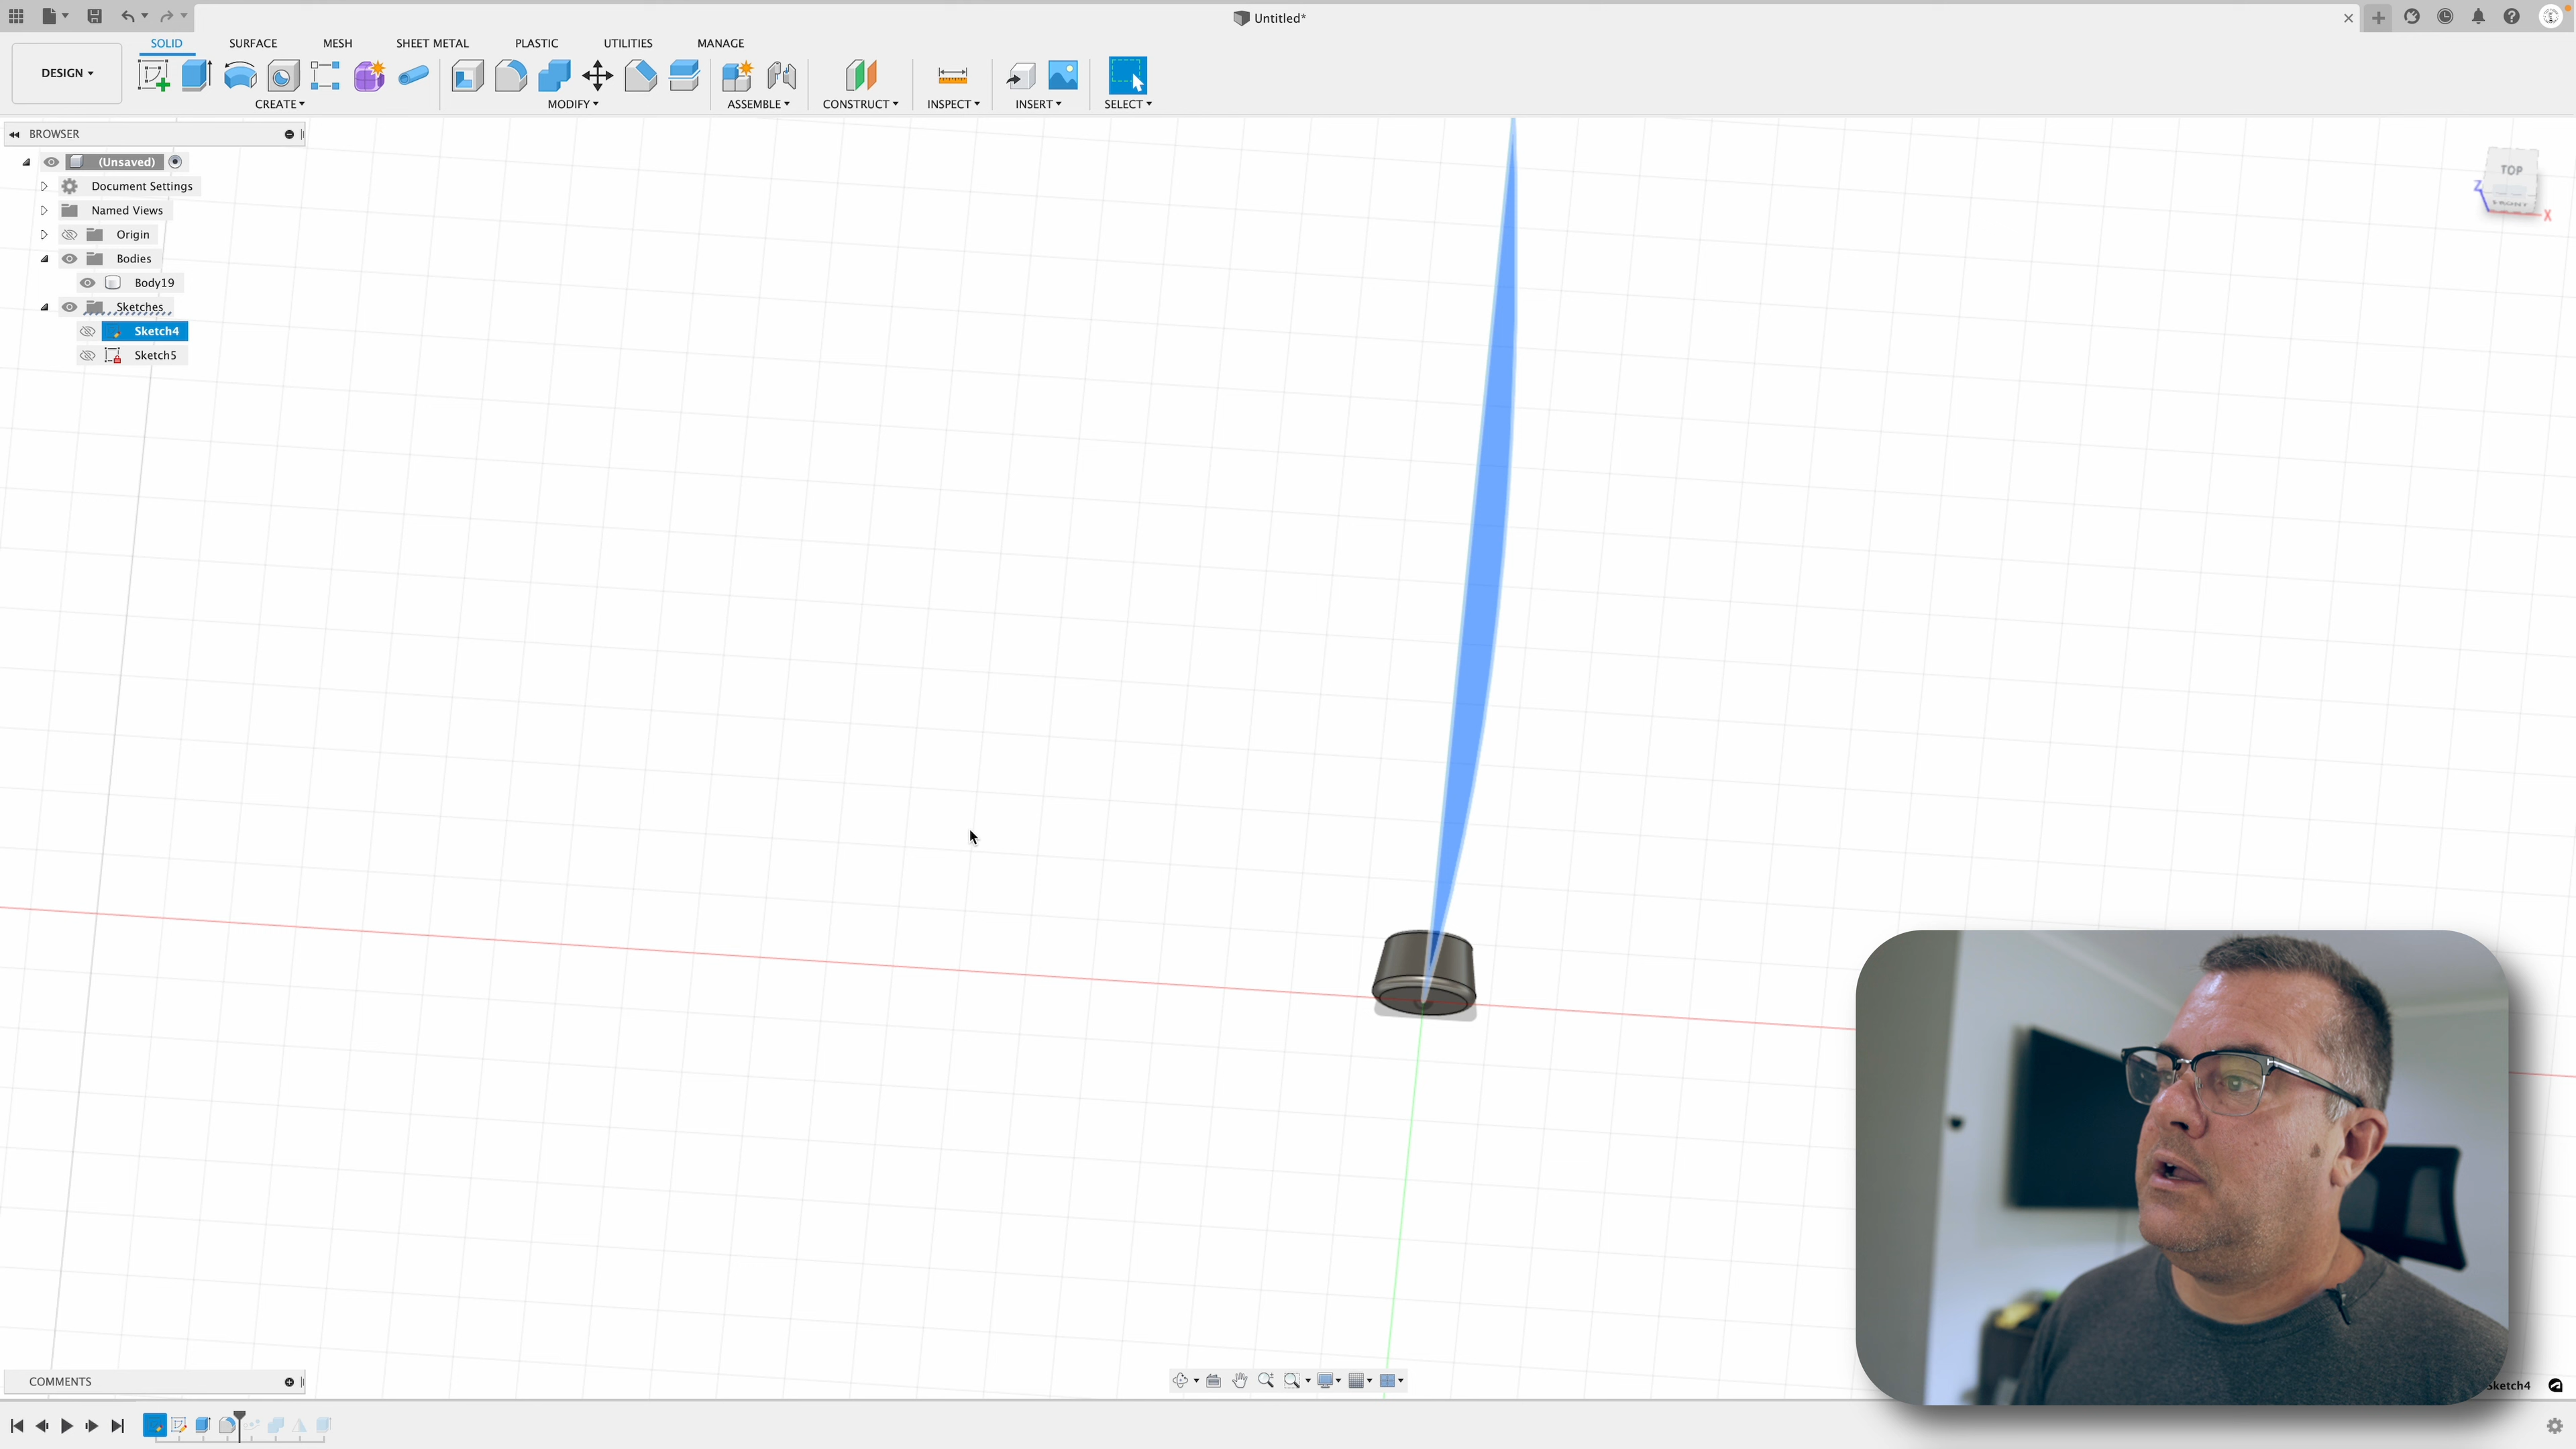 Untitled*
DESIGN
SOLID
SURFACE
MESH
SHEET METAL
PLASTIC
UTILITIES
MANAGE
CREATE
MODIFY
ASSEMBLE
CONSTRUCT
INSPECT
INSERT
SELECT
BROWSER
(Unsaved)
Document Settings
Named Views
Origin
Bodies
Body19
Sketches
Sketch4
Sketch5
TOP
Z
X
COMMENTS